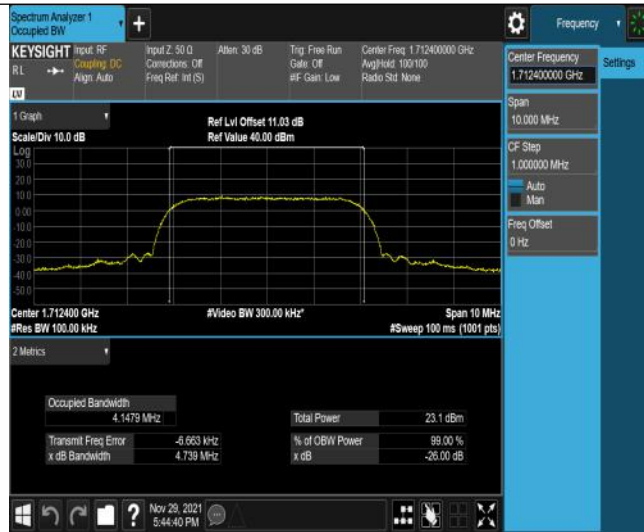 Spectrum Analyzer 1
Occupied BW
Frequency
KEYSIGHT
Input: RF
Coupling: DC
Align: Auto
Input Z: 50 Ω
Corrections: Off
Freq Ref: Int (S)
Atten: 30 dB
Trig: Free Run
Gate: Off
#IF Gain: Low
Center Freq: 1.712400000 GHz
Avg|Hold: 100/100
Radio Std: None
RL
LV
Center Frequency
1.712400000 GHz
Settings
Span
10.000 MHz
CF Step
1.000000 MHz
Auto
Man
Freq Offset
0 Hz
1 Graph
Scale/Div 10.0 dB
Ref Lvl Offset 11.03 dB
Ref Value 40.00 dBm
Log
30.0
20.0
10.0
0.00
-10.0
-20.0
-30.0
-40.0
-50.0
Center 1.712400 GHz
#Res BW 100.00 kHz
#Video BW 300.00 kHz*
Span 10 MHz
#Sweep 100 ms (1001 pts)
2 Metrics
Occupied Bandwidth
4.1479 MHz
Total Power 23.1 dBm
Transmit Freq Error -6.663 kHz
% of OBW Power 99.00 %
x dB Bandwidth 4.739 MHz
x dB -26.00 dB
Nov 29, 2021
5:44:40 PM